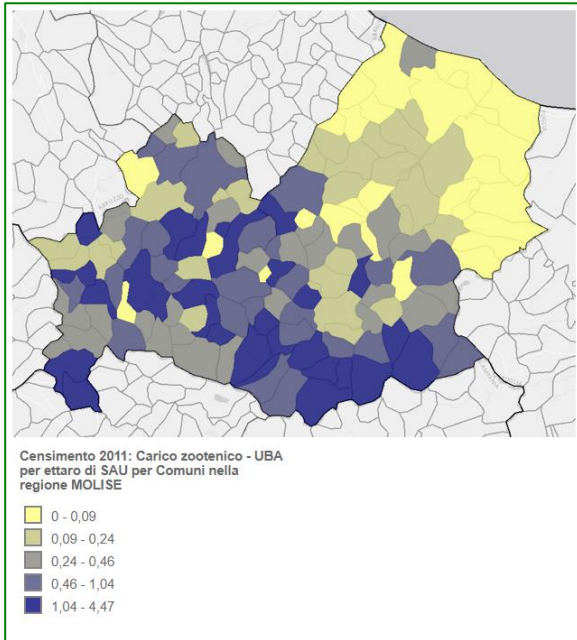 ABRUZZO
Censimento 2011: Carico zootenico - UBA
per ettaro di SAU per Comuni nella
regione MOLISE
0 - 0,09
0,09 - 0,24
0,24 - 0,46
0,46 - 1,04
1,04 - 4,47